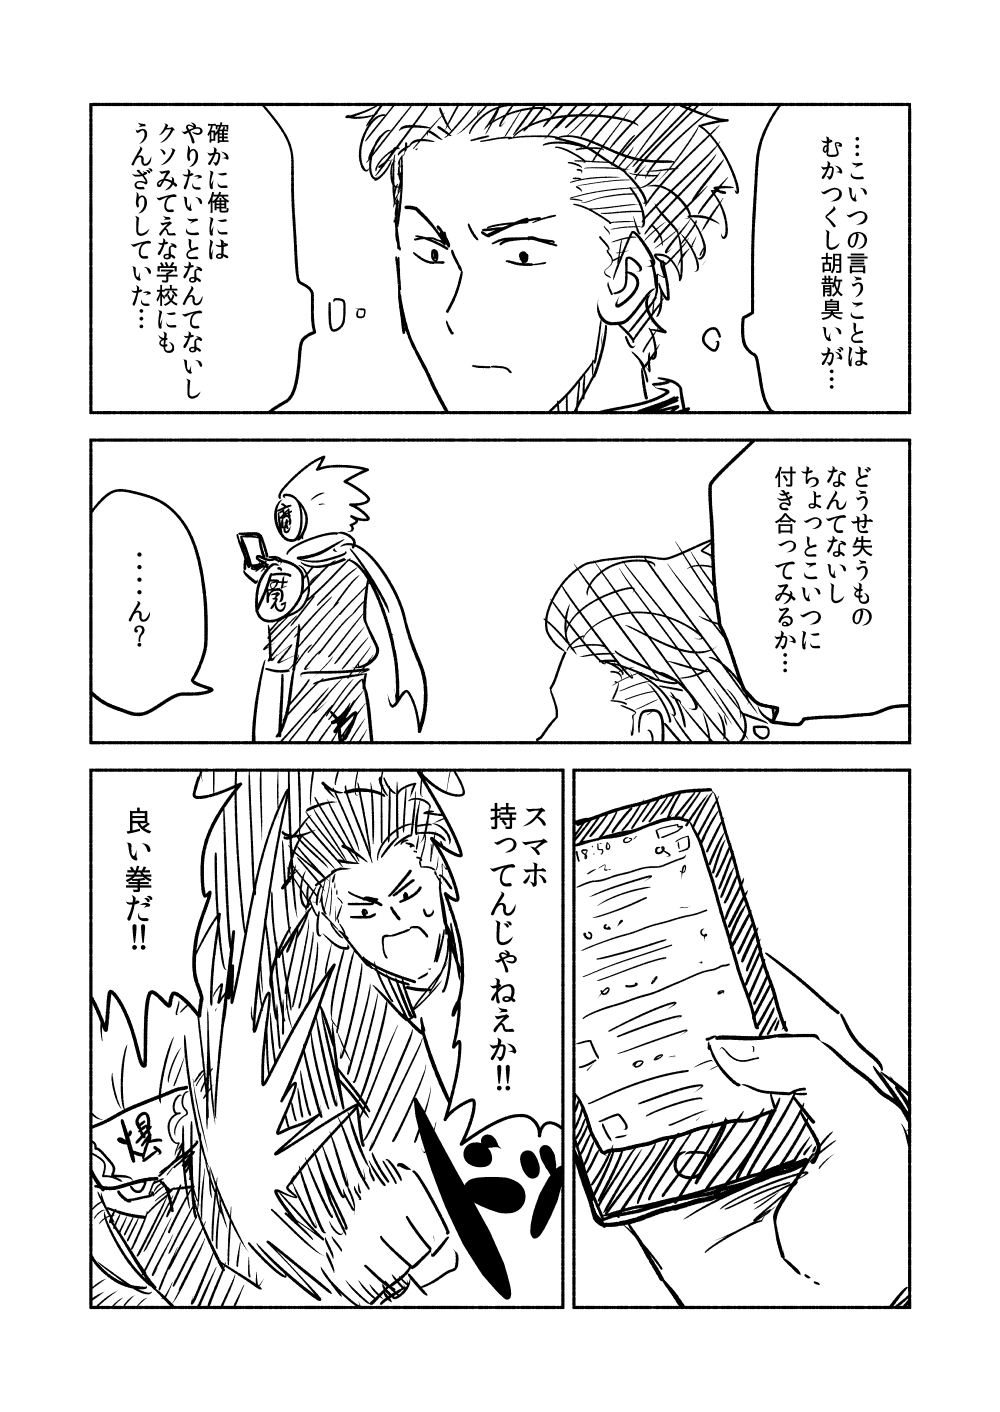 …こいつの言うことは
むかつくし胡散臭いが…
確かに俺には
やりたいことなんてないし
クソみてえな学校にも
うんざりしていた…
どうせ失うもの
なんてないし
ちょっとこいつに
付き合ってみるか…
魔
魔
‥‥ん?
18:50
スマホ
持ってんじゃねえか!!
良い拳だ!!
爆